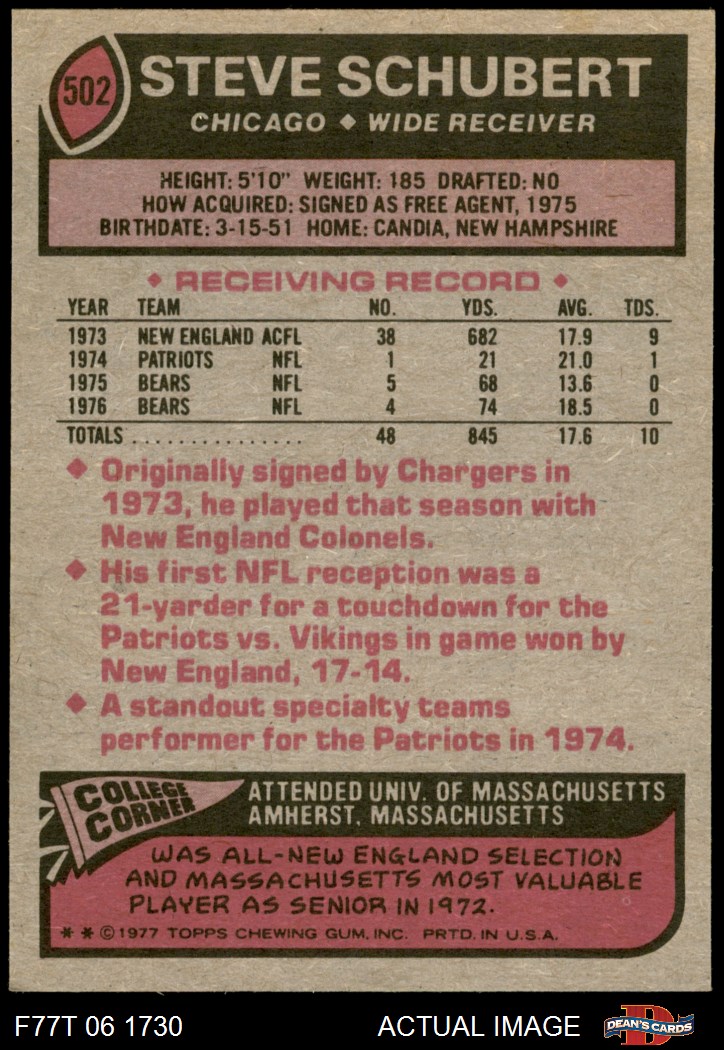 502
STEVE SCHUBERT
CHICAGO ♦ WIDE RECEIVER
HEIGHT: 5'10" WEIGHT: 185 DRAFTED: NO
HOW ACQUIRED: SIGNED AS FREE AGENT, 1975
BIRTHDATE: 3-15-51 HOME: CANDIA, NEW HAMPSHIRE
♦ RECEIVING RECORD ♦
YEAR TEAM NO. YDS. AVG. TDS.
1973 NEW ENGLAND ACFL 38 682 17.9 9
1974 PATRIOTS NFL 1 21 21.0 1
1975 BEARS NFL 5 68 13.6 0
1976 BEARS NFL 4 74 18.5 0
TOTALS ................ 48 845 17.6 10
♦ Originally signed by Chargers in
1973, he played that season with
New England Colonels.
♦ His first NFL reception was a
21-yarder for a touchdown for the
Patriots vs. Vikings in game won by
New England, 17-14.
♦ A standout specialty teams
performer for the Patriots in 1974.
COLLEGE
CORNER
ATTENDED UNIV. OF MASSACHUSETTS
AMHERST, MASSACHUSETTS
WAS ALL-NEW ENGLAND SELECTION
AND MASSACHUSETTS MOST VALUABLE
PLAYER AS SENIOR IN 1972.
* * © 1977 TOPPS CHEWING GUM, INC. PRTD. IN U.S.A.
F77T 06 1730 ACTUAL IMAGE
D
DEAN'S CARDS